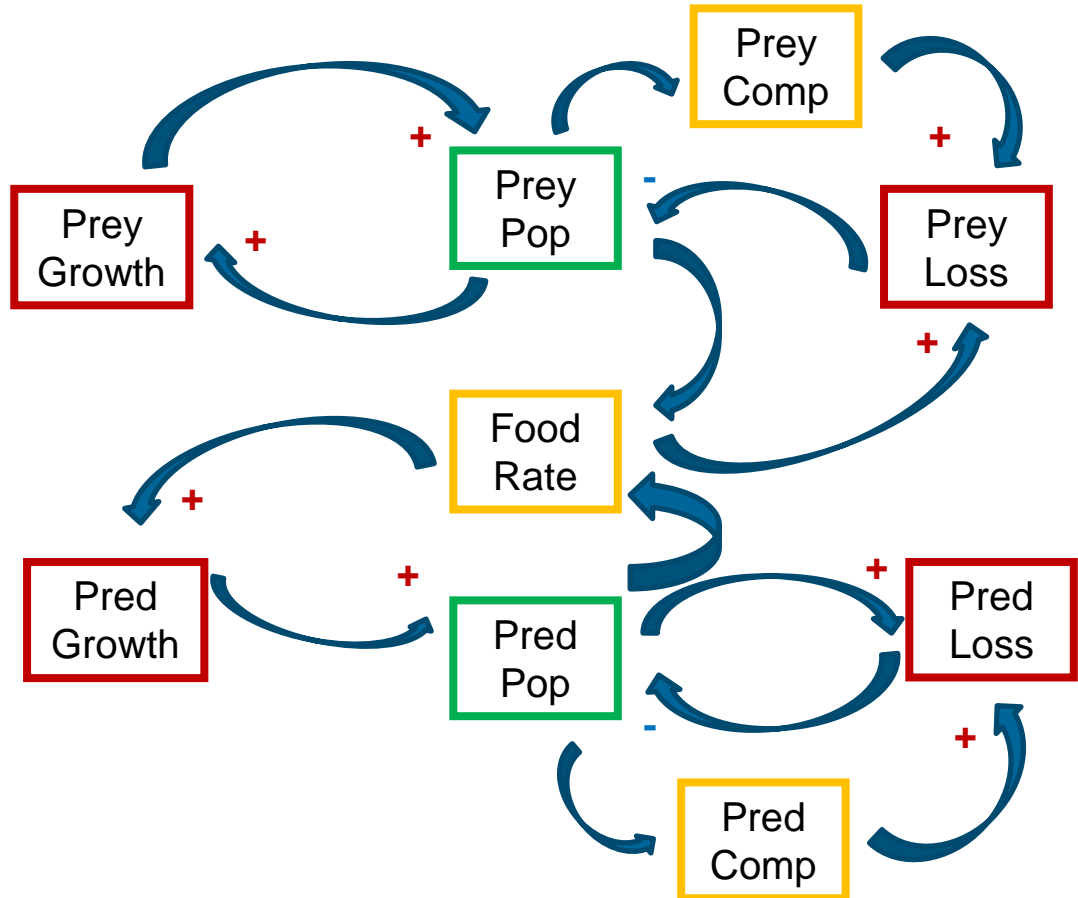 Prey
Comp
+
+
Prey
Pop
-
Prey
Growth
+
Prey
Loss
+
Food
Rate
+
+
Pred
Growth
+
Pred
Loss
Pred
Pop
-
+
Pred
Comp